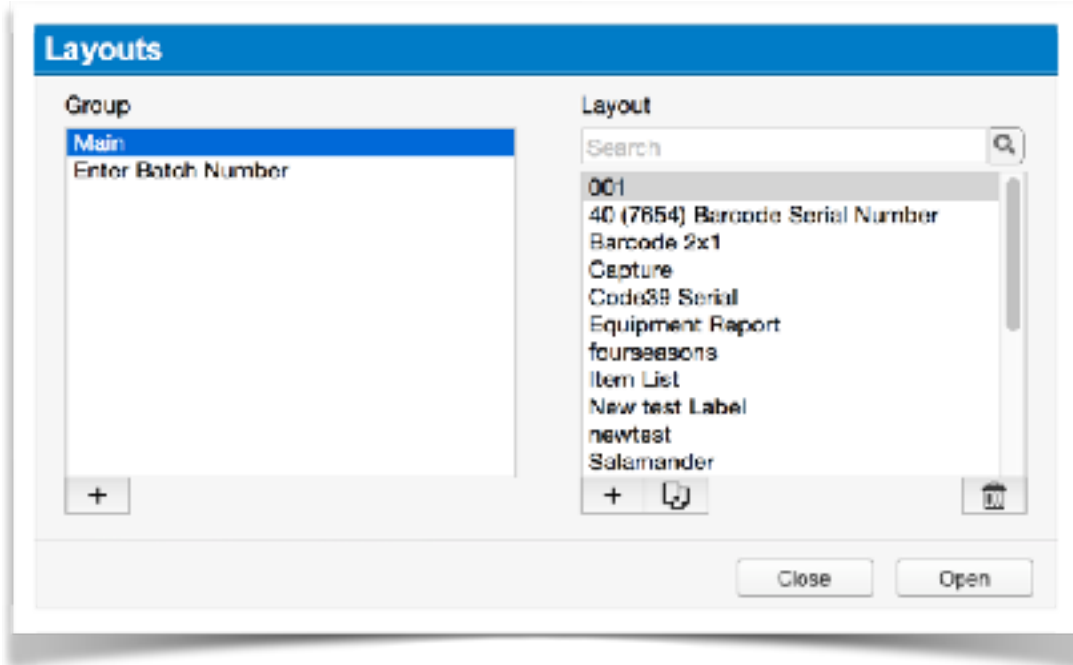 Layouts
Group
Main
Enter Batch Number
Layout
Search
001
40 (7654) Barcode Serial Number
Barcode 2x1
Capture
Code39 Serial
Equipment Report
fourseasons
Item List
New test Label
newtest
Salamander
+
+
Close
Open